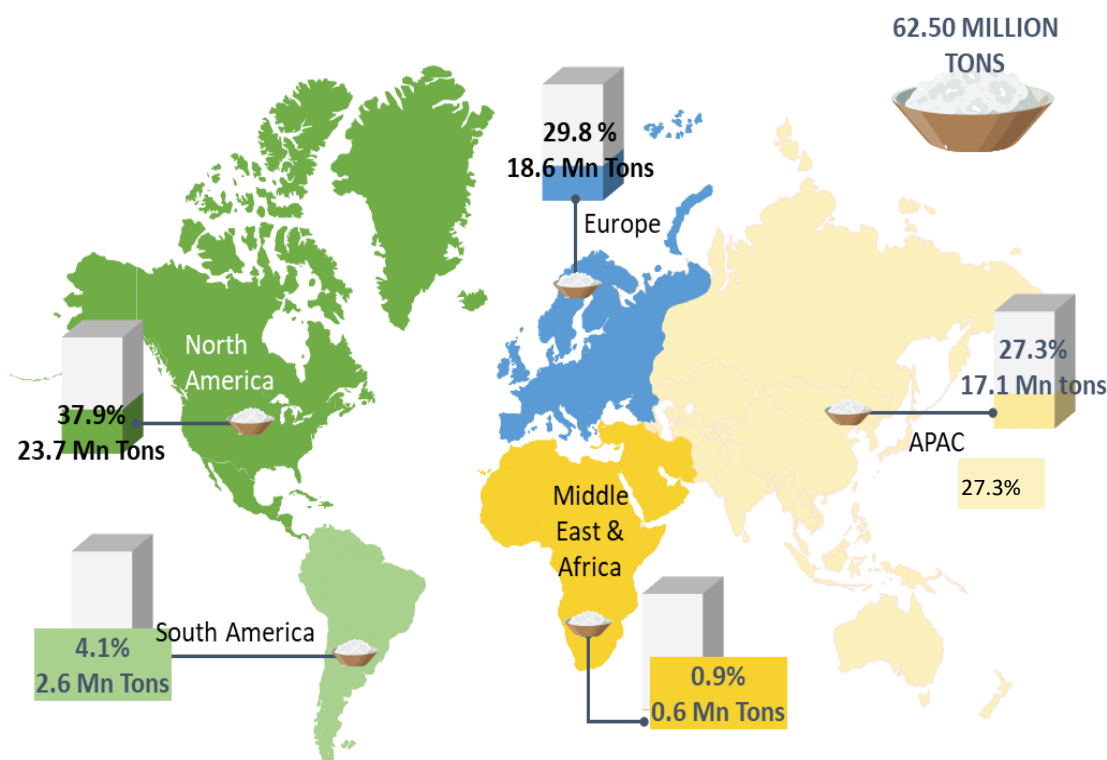 62.50 MILLION
TONS
29.8 %
18.6 Mn Tons
Europe
North
America
37.9%
23.7 Mn Tons
27.3%
17.1 Mn tons
APAC
27.3%
Middle
East &
Africa
South America
4.1%
2.6 Mn Tons
0.9%
0.6 Mn Tons